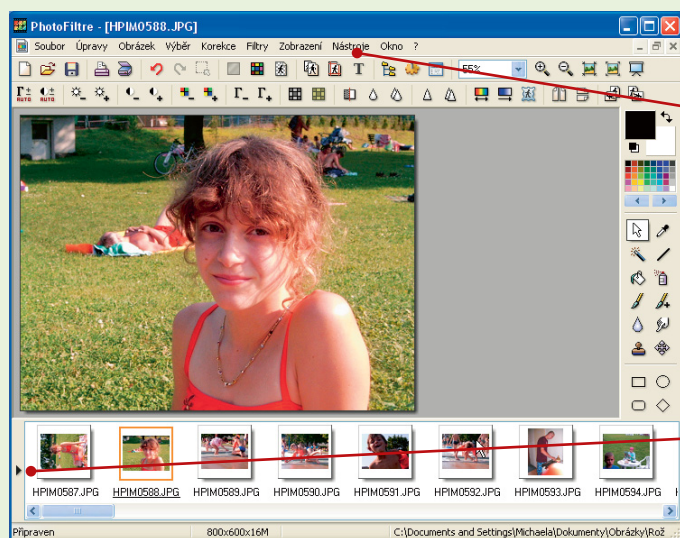 PhotoFiltre - [HPIM0588.JPG]
Soubor Úpravy Obrázek Výběr Korekce Filtry Zobrazení Nástroje Okno ?
T 55%
AUTO AUTO
HPIM0587.JPG HPIM0588.JPG HPIM0589.JPG HPIM0590.JPG HPIM0591.JPG HPIM0592.JPG HPIM0593.JPG HPIM0594.JPG
Připraven 800x600x16M C:\Documents and Settings\Michaela\Dokumenty\Obrázky\Rož